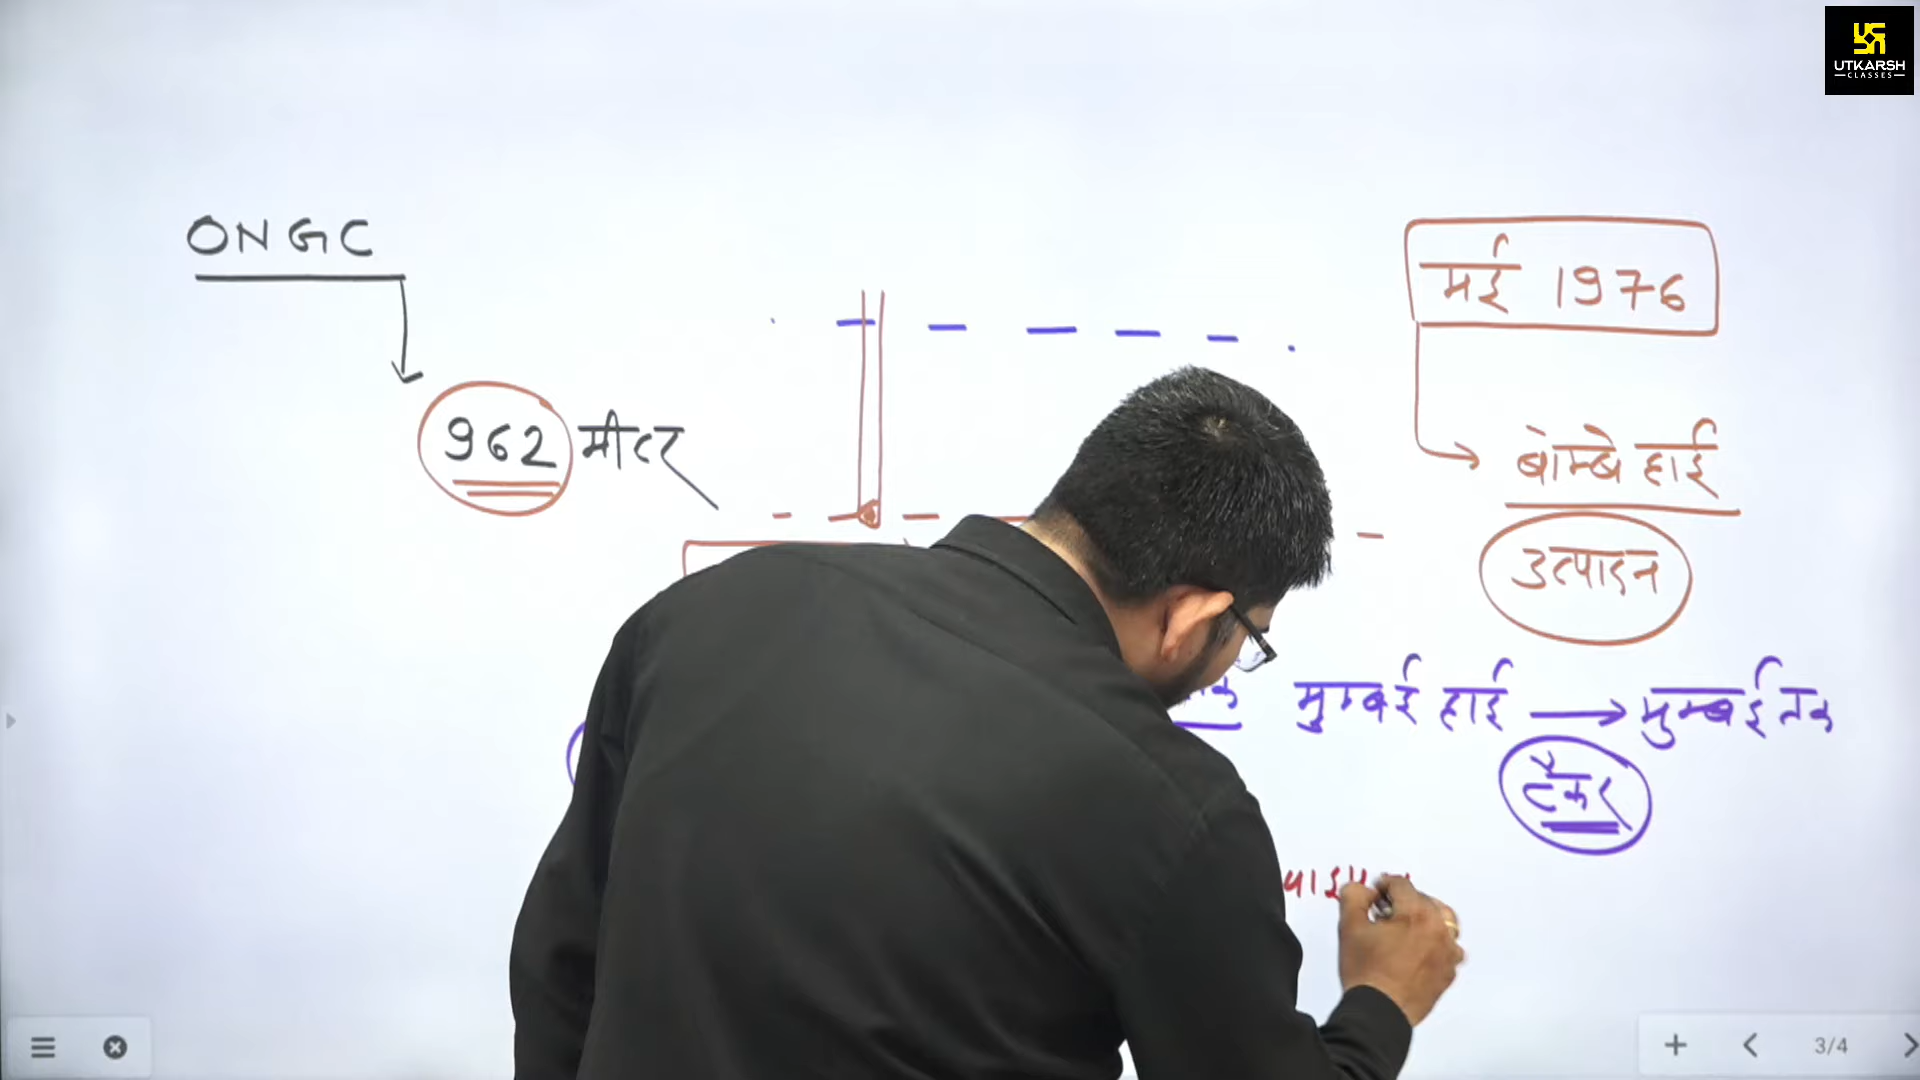 UTKARSH
CLASSES
ONGC
962 मीटर
मई 1976
बोम्बे हाई
उत्पादन
मुम्बई हाई → मुम्बई तक
टैंकर
3/4